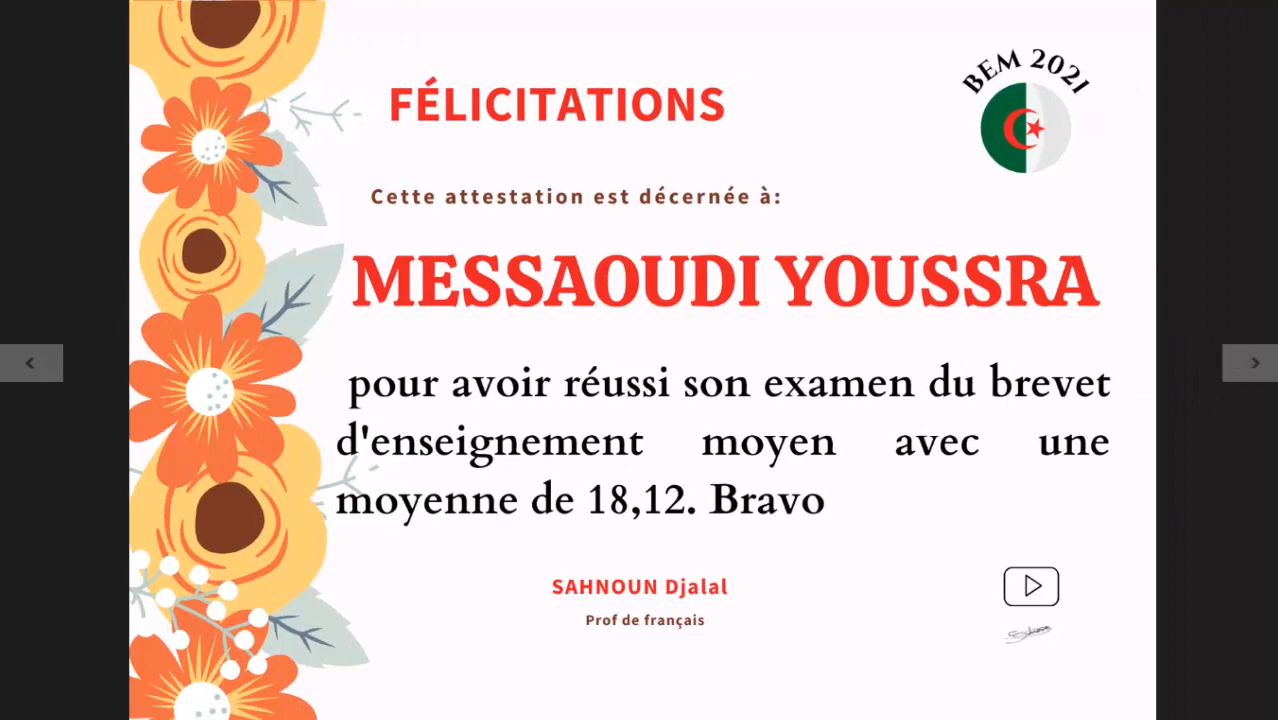 BEM 2021
FÉLICITATIONS
Cette attestation est décernée à:
MESSAOUDI YOUSSRA
pour avoir réussi son examen du brevet
d'enseignement moyen avec une
moyenne de 18,12. Bravo
SAHNOUN Djalal
Prof de français